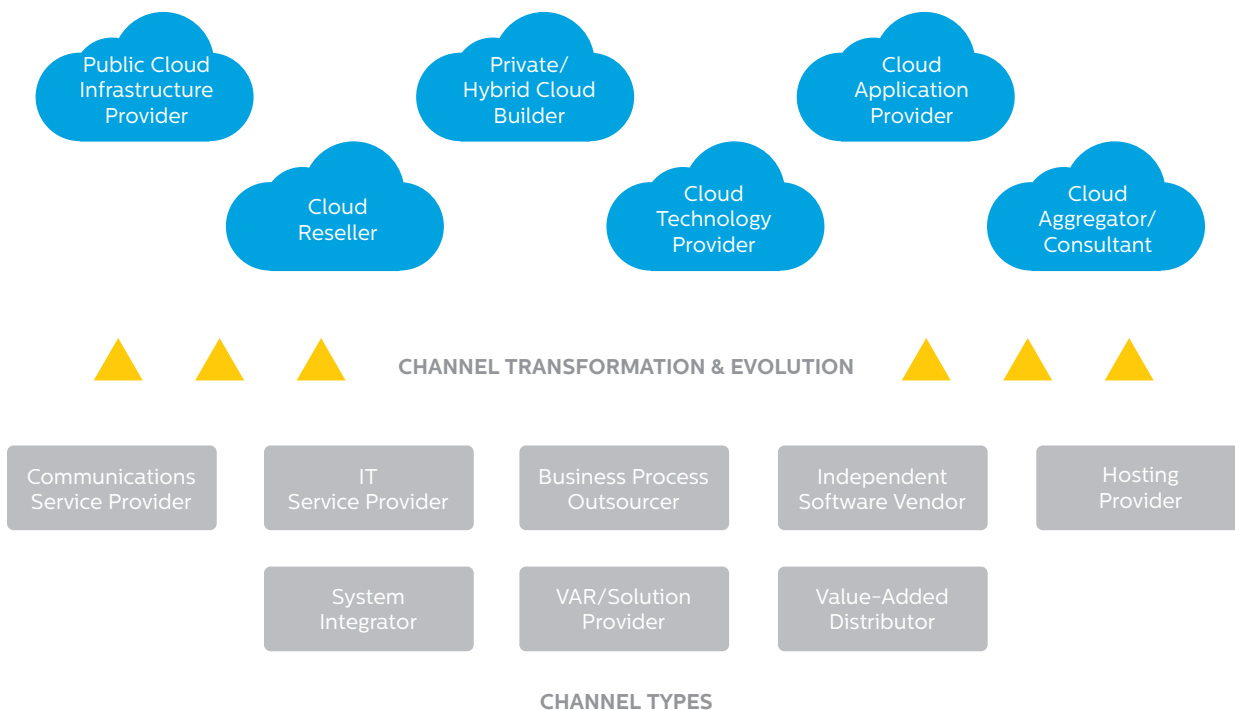 Public Cloud
Infrastructure
Provider
Private/
Hybrid Cloud
Builder
Cloud
Application
Provider
Cloud
Reseller
Cloud
Technology
Provider
Cloud
Aggregator/
Consultant
CHANNEL TRANSFORMATION & EVOLUTION
Communications
Service Provider
IT
Service Provider
Business Process
Outsourcer
Independent
Software Vendor
Hosting
Provider
System
Integrator
VAR/Solution
Provider
Value-Added
Distributor
CHANNEL TYPES